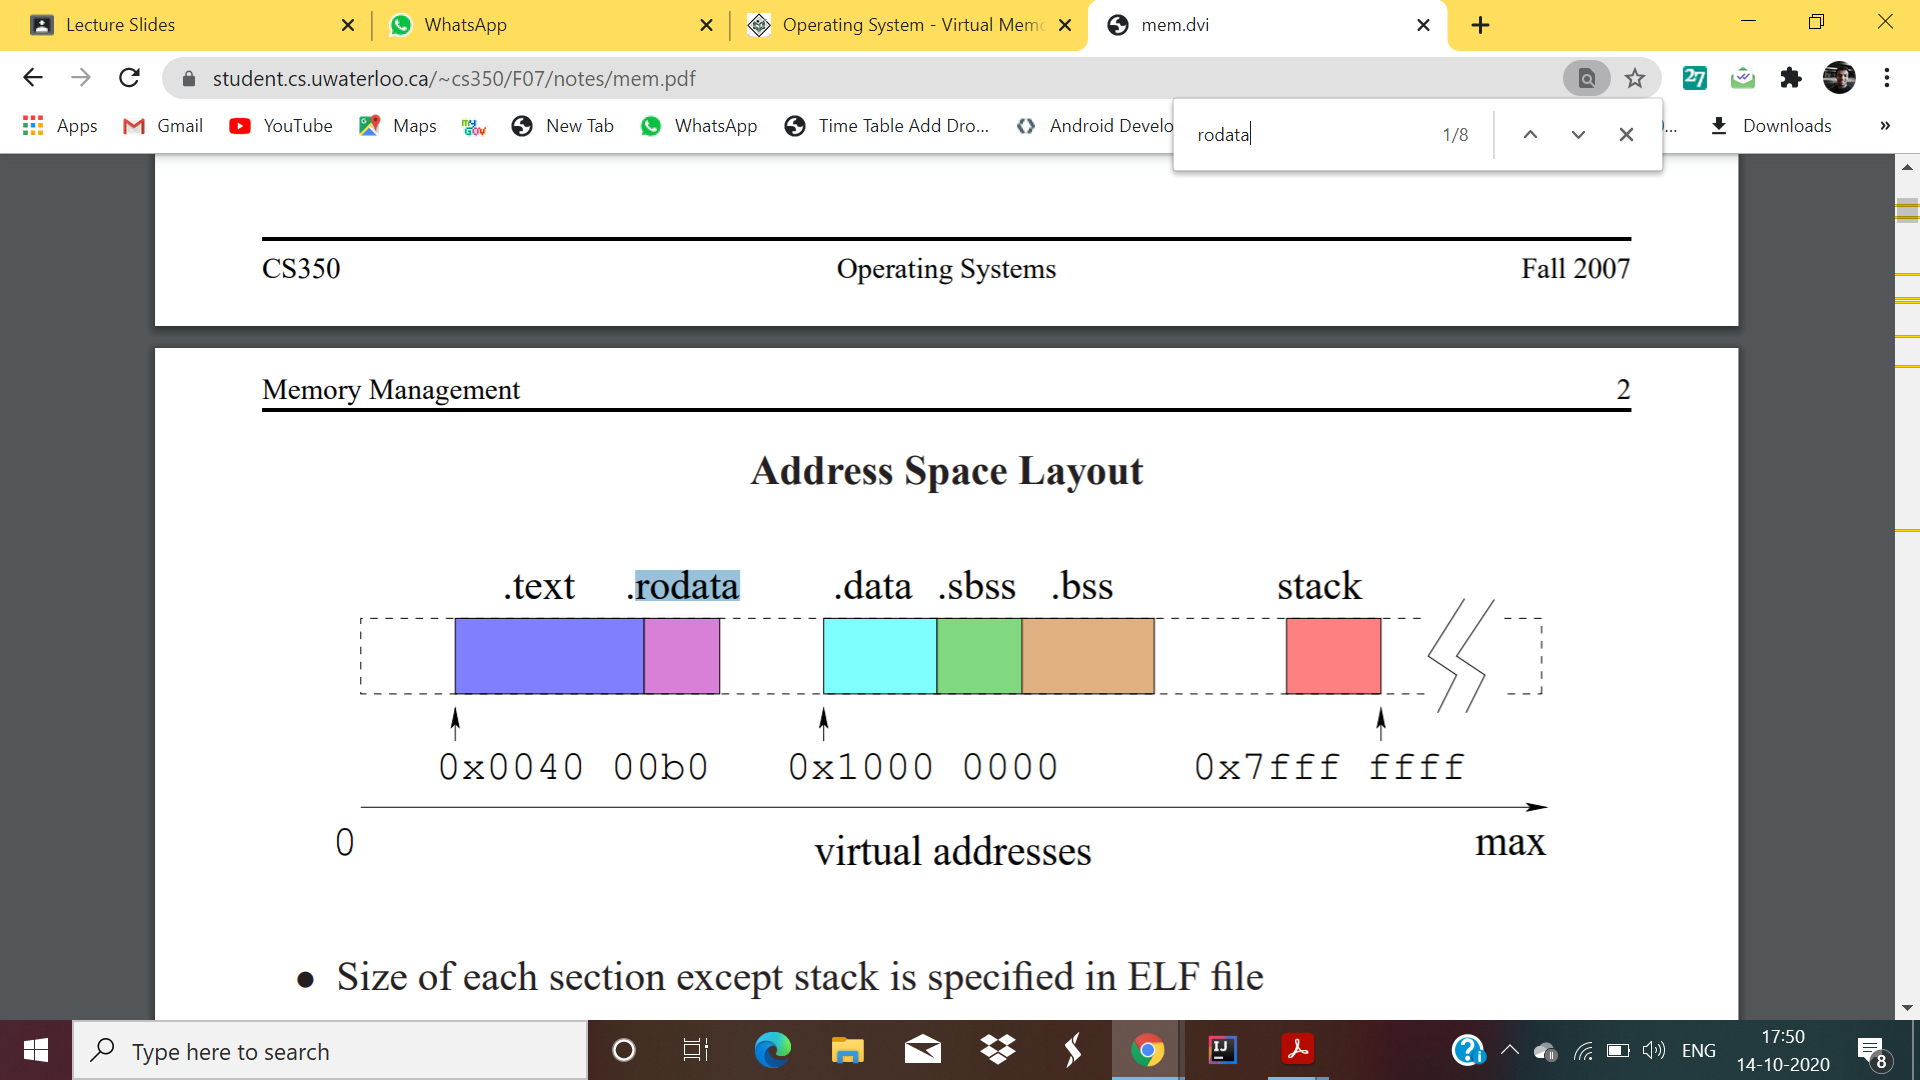 Lecture Slides
WhatsApp
Operating System - Virtual Mem
mem.dvi
student.cs.uwaterloo.ca/~cs350/F07/notes/mem.pdf
27
Apps
Gmail
YouTube
Maps
New Tab
WhatsApp
Time Table Add Dro...
Android Develo
Downloads
»
rodata
1/8
CS350 Operating Systems Fall 2007
Memory Management 2
Address Space Layout
.text .rodata .data .sbss .bss stack
0x0040 00b0 0x1000 0000 0x7fff ffff
0 virtual addresses max
• Size of each section except stack is specified in ELF file
Type here to search
IJ
ENG
17:50
14-10-2020
8